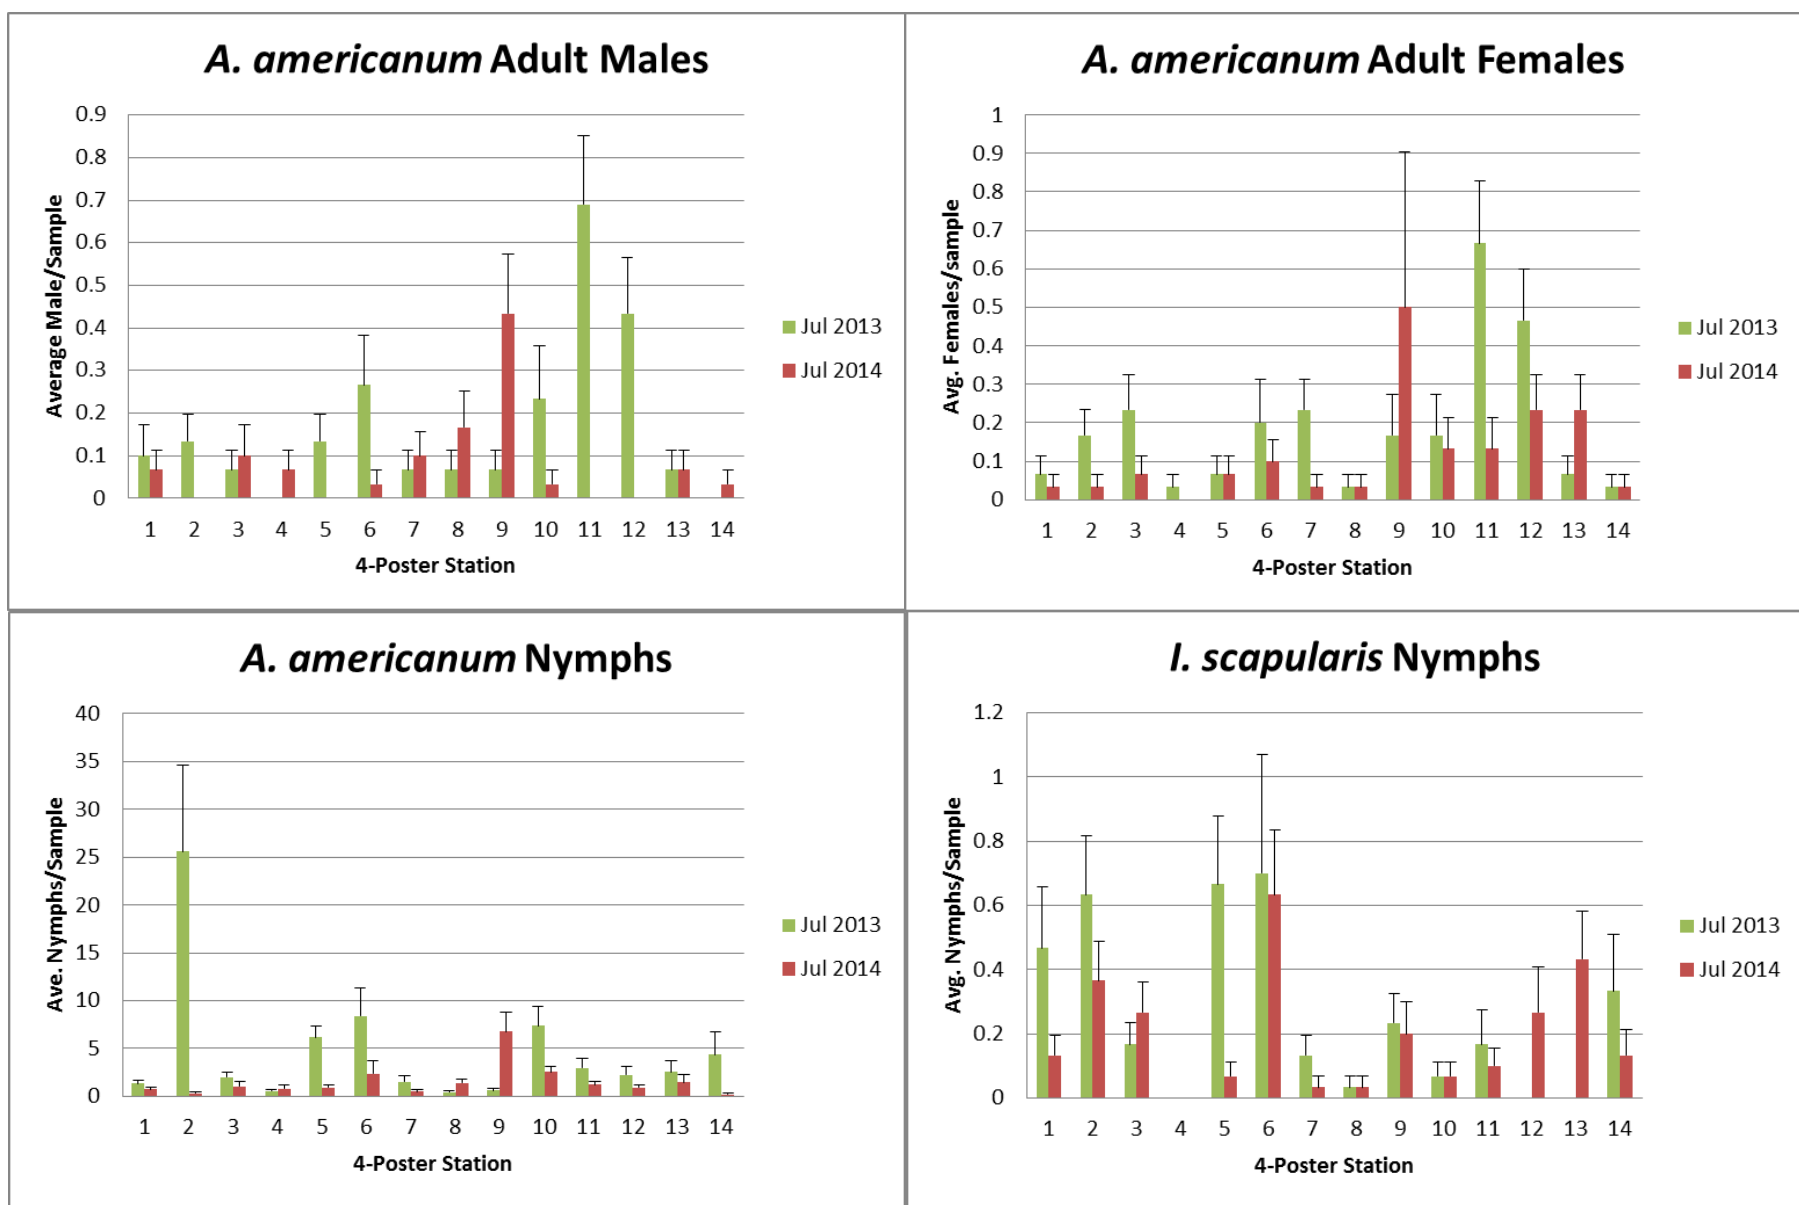 A. americanum Adult Males
0.9
0.8
0.7
0.6
0.5
0.4
0.3
0.2
0.1
0
Average Male/Sample
1 2 3 4 5 6 7 8 9 10 11 12 13 14
4-Poster Station
Jul 2013
Jul 2014
A. americanum Adult Females
1
0.9
0.8
0.7
0.6
0.5
0.4
0.3
0.2
0.1
0
Avg. Females/sample
1 2 3 4 5 6 7 8 9 10 11 12 13 14
4-Poster Station
Jul 2013
Jul 2014
A. americanum Nymphs
40
35
30
25
20
15
10
5
0
Ave. Nymphs/Sample
1 2 3 4 5 6 7 8 9 10 11 12 13 14
4-Poster Station
Jul 2013
Jul 2014
I. scapularis Nymphs
1.2
1
0.8
0.6
0.4
0.2
0
Avg. Nymphs/Sample
1 2 3 4 5 6 7 8 9 10 11 12 13 14
4-Poster Station
Jul 2013
Jul 2014